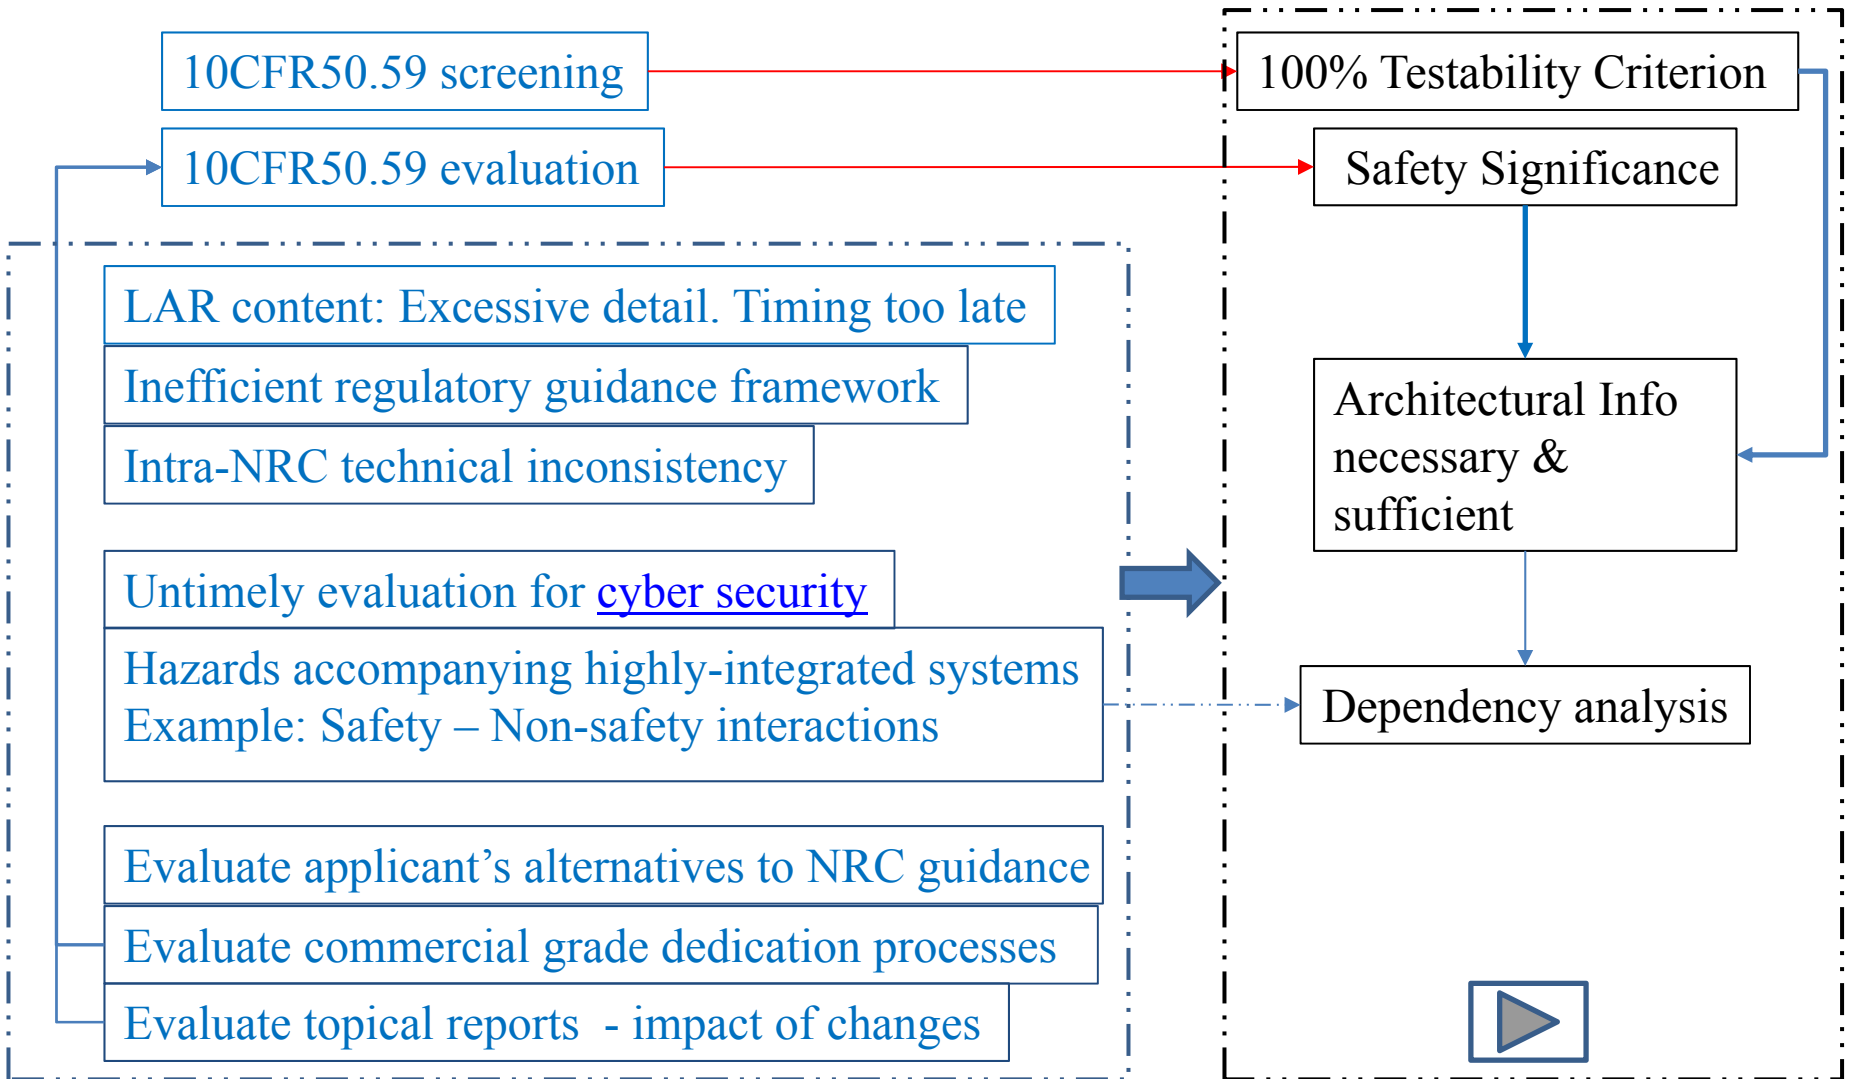 10CFR50.59 screening
100% Testability Criterion
10CFR50.59 evaluation
Safety Significance
LAR content: Excessive detail. Timing too late
Inefficient regulatory guidance framework
Intra-NRC technical inconsistency
Architectural Info
necessary &
sufficient
Untimely evaluation for cyber security
Hazards accompanying highly-integrated systems
Example: Safety – Non-safety interactions
Dependency analysis
Evaluate applicant’s alternatives to NRC guidance
Evaluate commercial grade dedication processes
Evaluate topical reports  - impact of changes